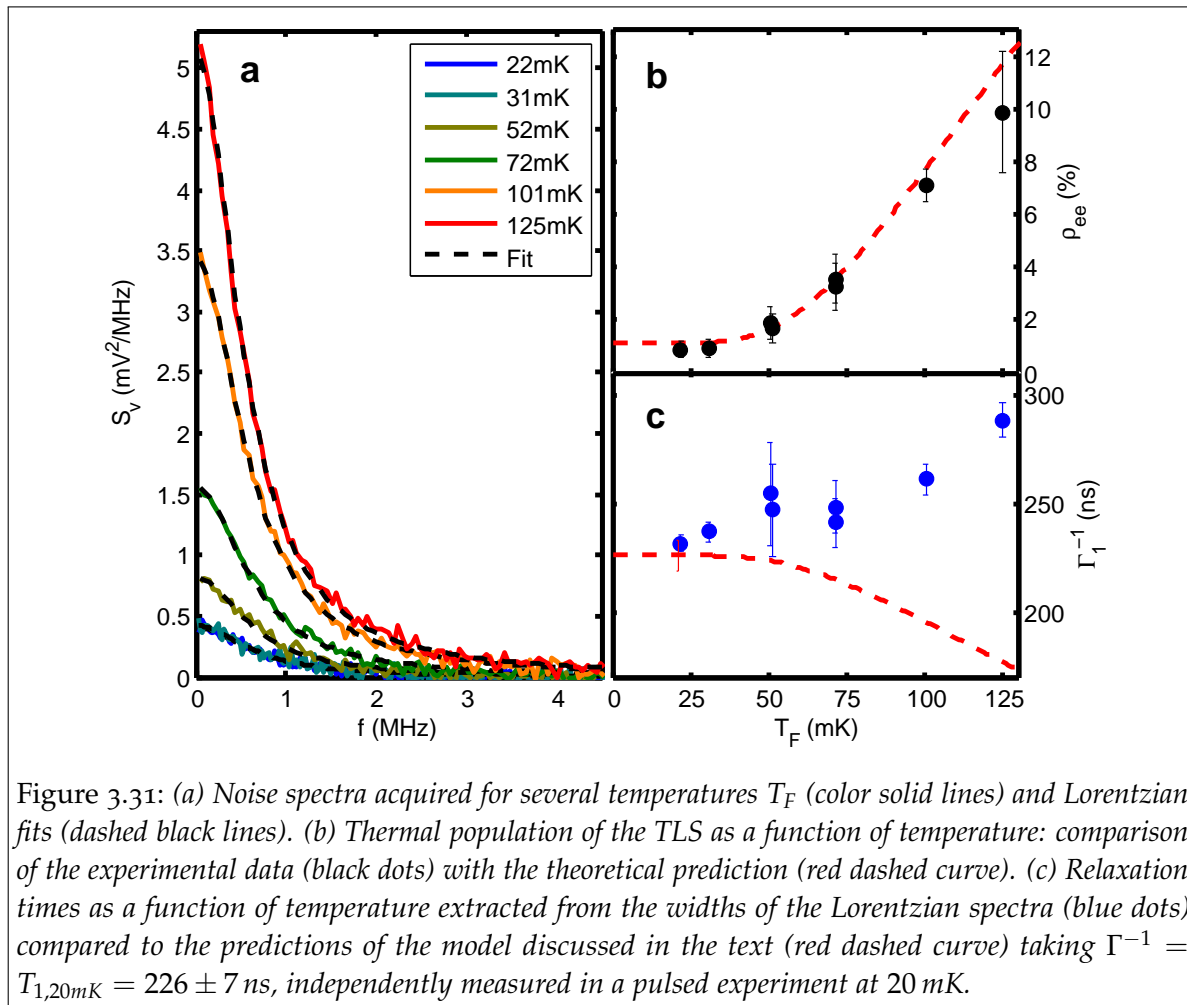 a
5
4.5
4
3.5
3
2.5
2
1.5
1
0.5
0
S_v (mV²/MHz)
0 1 2 3 4
f (MHz)
22mK
31mK
52mK
72mK
101mK
125mK
Fit
b
12
10
8
6
4
2
0
ρ_ee (%)
c
300
250
200
Γ₁⁻¹ (ns)
0 25 50 75 100 125
T_F (mK)
Figure 3.31: (a) Noise spectra acquired for several temperatures T_F (color solid lines) and Lorentzian
fits (dashed black lines). (b) Thermal population of the TLS as a function of temperature: comparison
of the experimental data (black dots) with the theoretical prediction (red dashed curve). (c) Relaxation
times as a function of temperature extracted from the widths of the Lorentzian spectra (blue dots)
compared to the predictions of the model discussed in the text (red dashed curve) taking Γ⁻¹ =
T_{1,20mK} = 226 ± 7 ns, independently measured in a pulsed experiment at 20 mK.